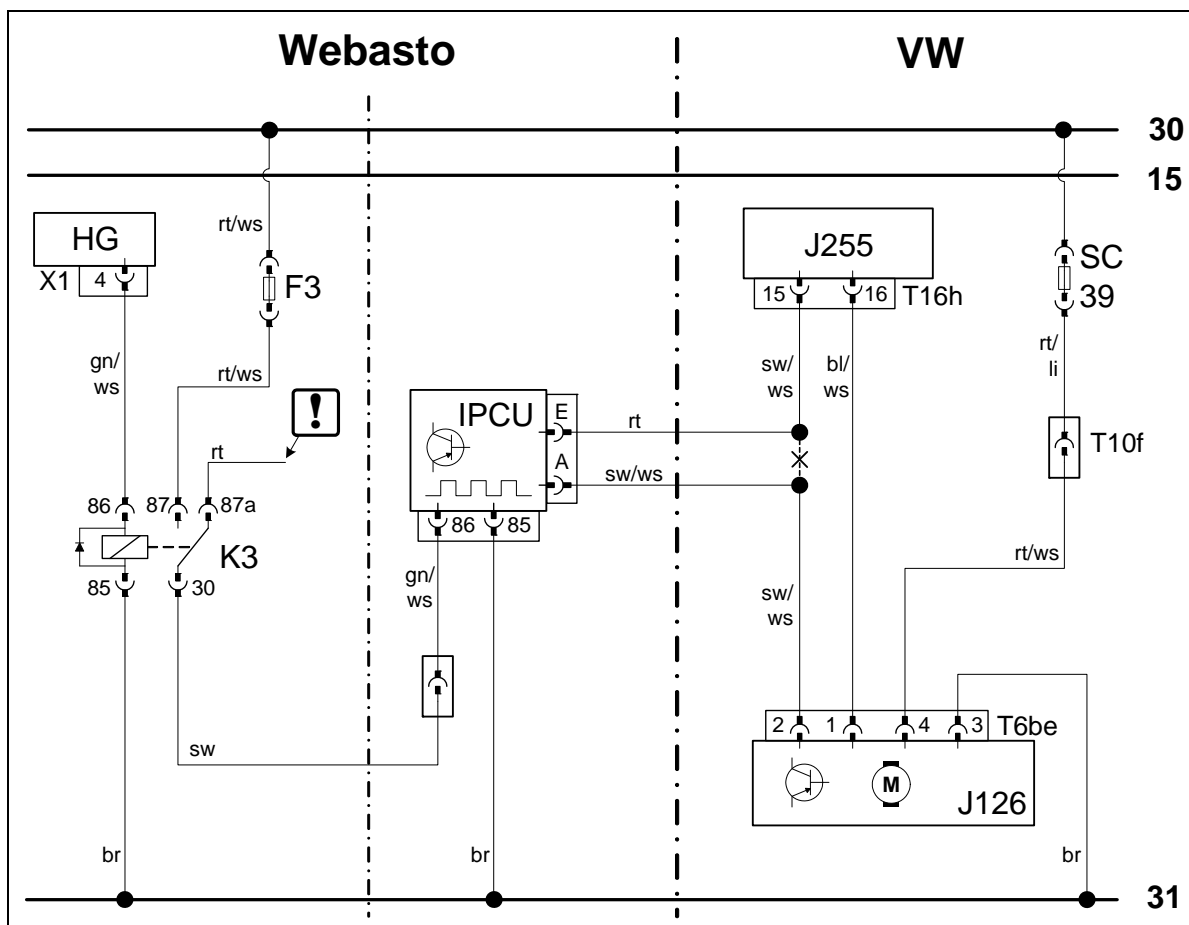 Webasto
VW
30
15
HG
X1
4
rt/ws
F3
J255
15
16
T16h
SC
39
gn/
ws
rt/ws
!
rt
IPCU
E
A
rt
sw/ws
sw/
ws
bl/
ws
rt/
li
T10f
86
87
87a
K3
85
30
86
85
gn/
ws
sw/
ws
rt/ws
sw
2
1
4
3
T6be
M
J126
br
br
br
31